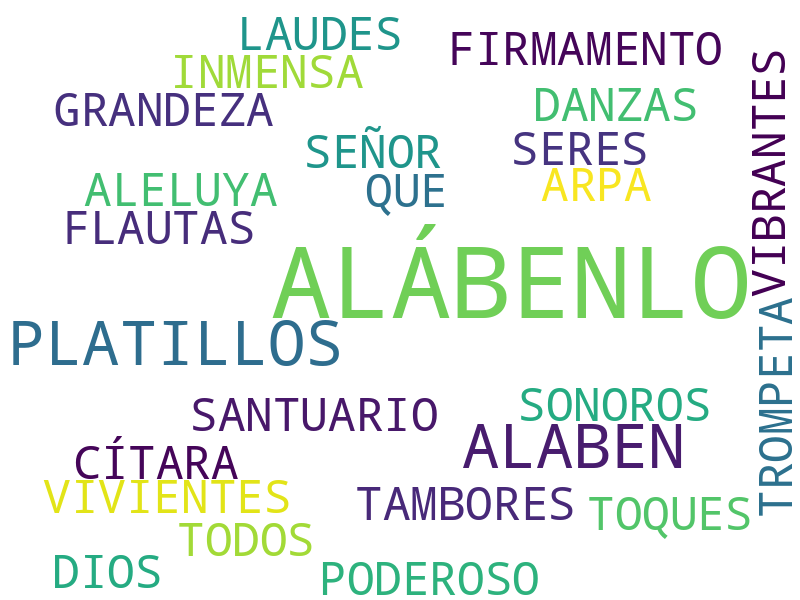 LAUDES
FIRMAMENTO
INMENSA
GRANDEZA
DANZAS
SEÑOR
SERES
ALELUYA
QUE
ARPA
FLAUTAS
VIBRANTES
ALÁBENLO
PLATILLOS
TROMPETA
SANTUARIO
SONOROS
ALABEN
CÍTARA
VIVIENTES
TAMBORES
TOQUES
TODOS
DIOS
PODEROSO